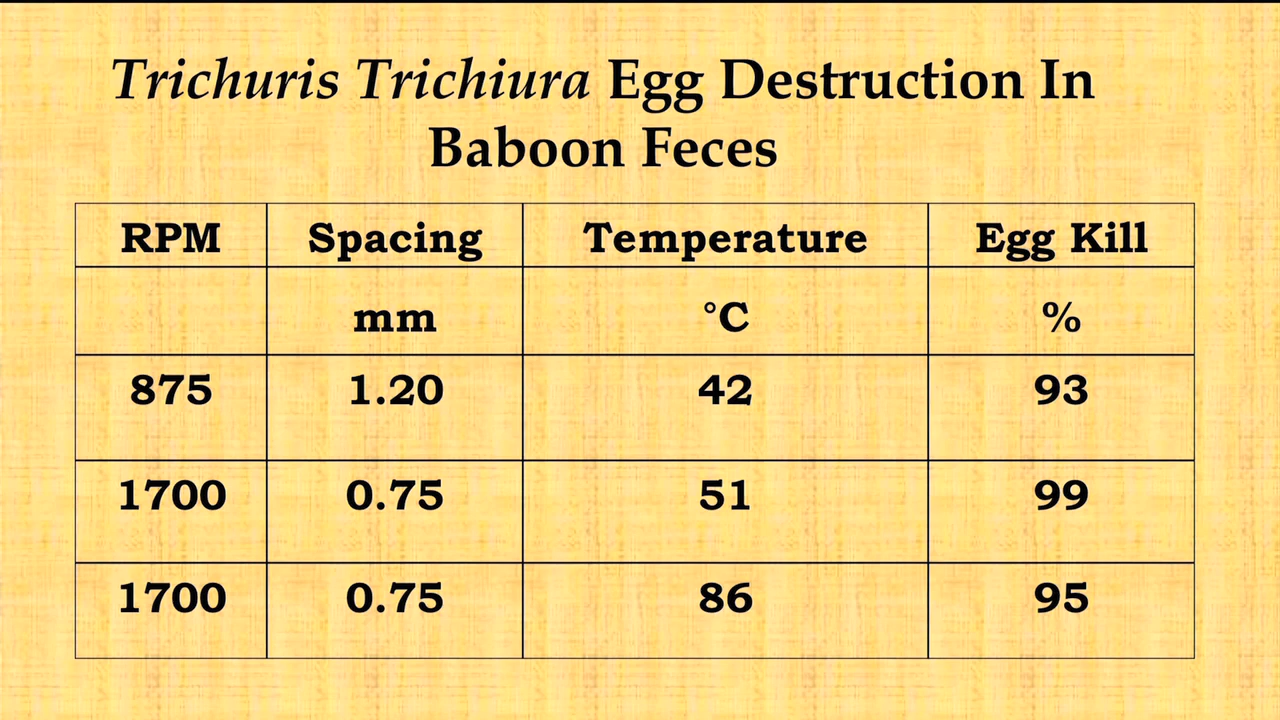 Trichuris Trichiura Egg Destruction In
Baboon Feces
RPM Spacing Temperature Egg Kill
mm °C %
875 1.20 42 93
1700 0.75 51 99
1700 0.75 86 95